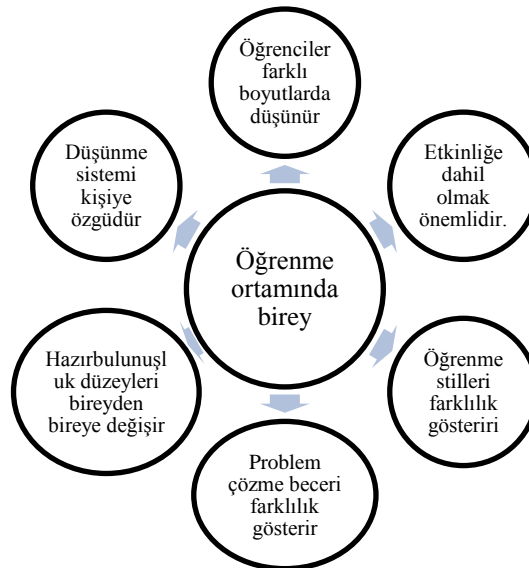 Öğrenciler
farklı
boyutlarda
düşünür
Düşünme
sistemi
kişiye
özgüdür
Etkinliğe
dahil
olmak
önemlidir.
Öğrenme
ortamında
birey
Hazırbulunuşl
uk düzeyleri
bireyden
bireye değişir
Öğrenme
stilleri
farklılık
gösteriri
Problem
çözme beceri
farklılık
gösterir